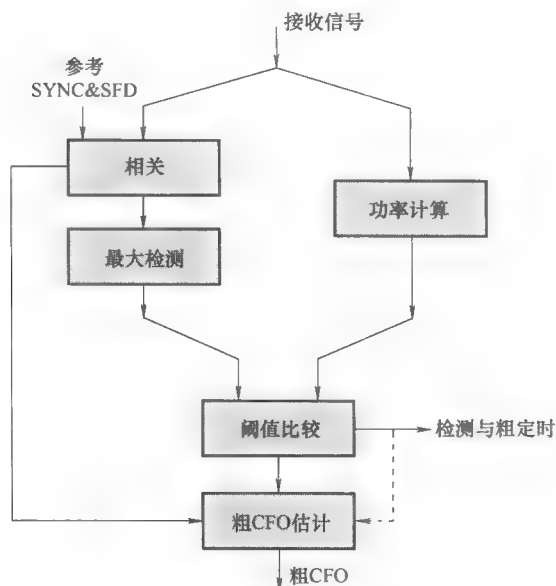 接收信号
参考
SYNC&SFD
相关
功率计算
最大检测
阈值比较
检测与粗定时
粗CFO估计
粗CFO